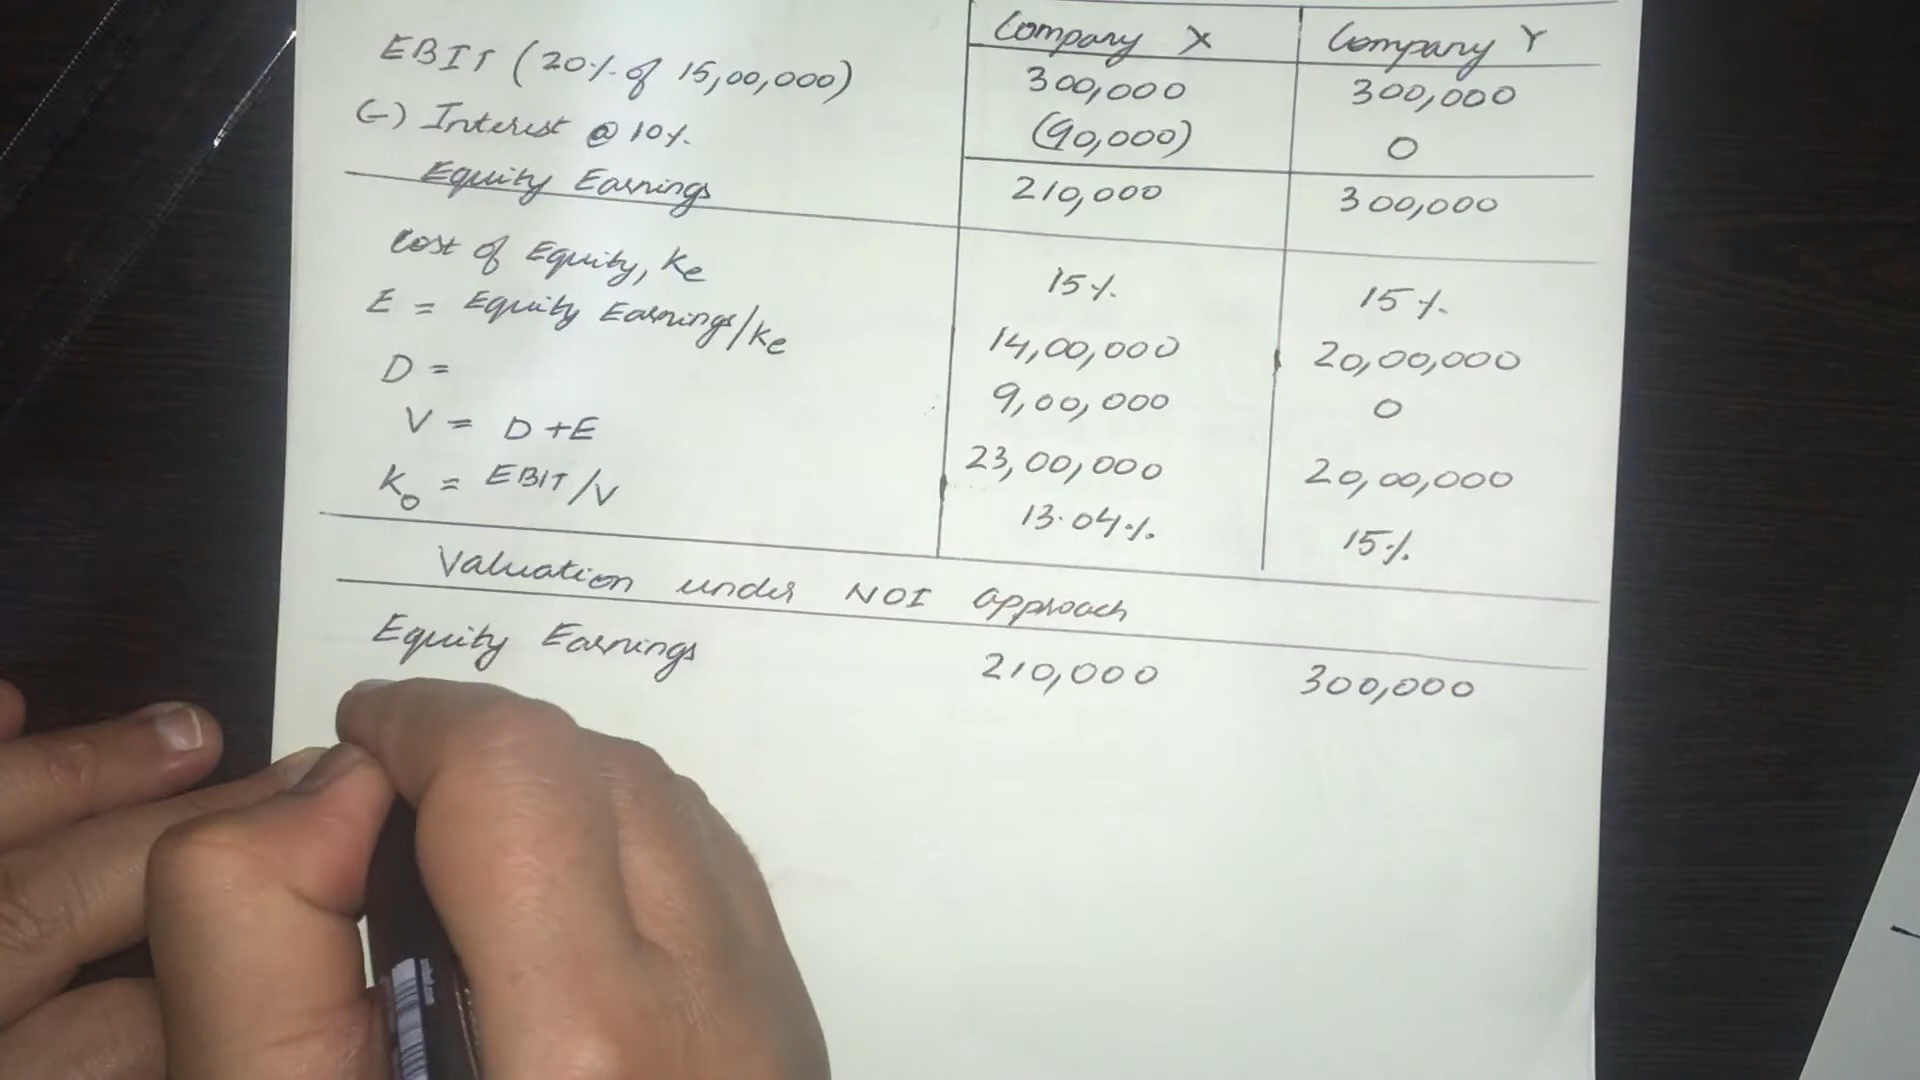 Company X Company Y
EBIT (20% of 15,00,000) 300,000 300,000
(-) Interest @ 10% (90,000) 0
Equity Earnings 210,000 300,000
Cost of Equity, Ke 15% 15%
E = Equity Earnings/Ke 14,00,000 20,00,000
D = 9,00,000 0
V = D+E 23,00,000 20,00,000
Ko = EBIT/V 13.04% 15%
Valuation under NOI approach
Equity Earnings 210,000 300,000